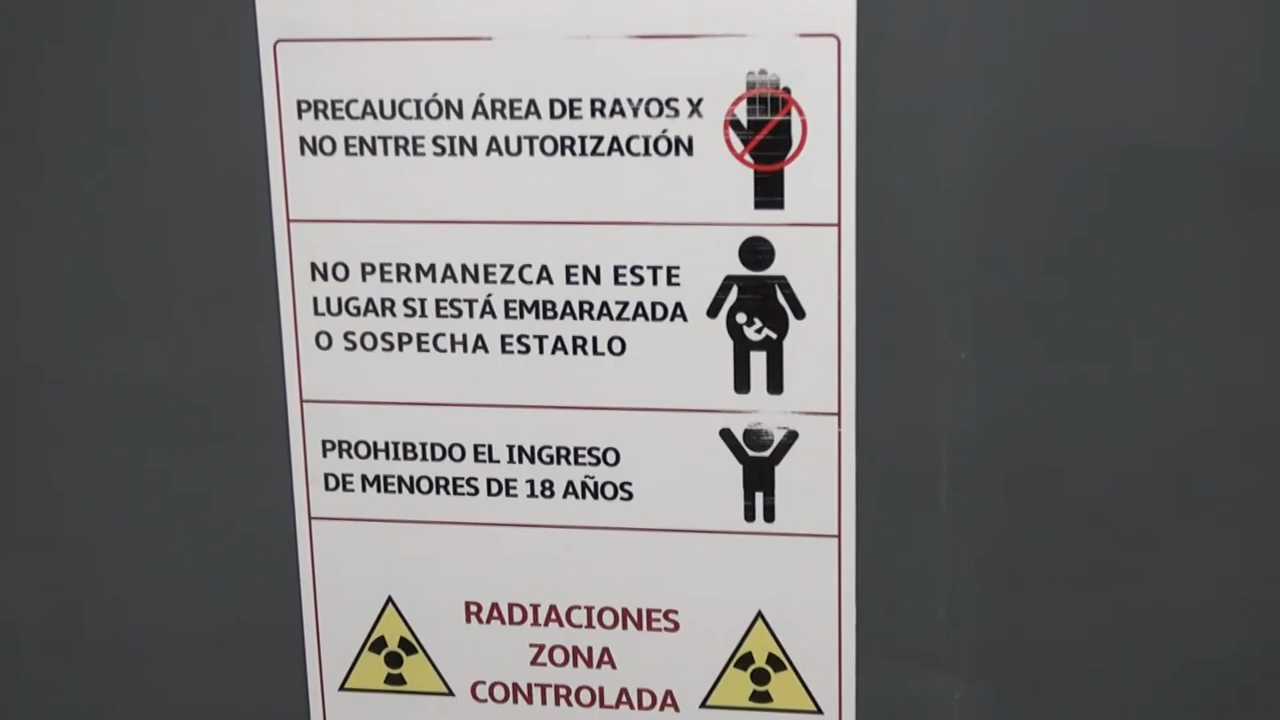 PRECAUCIÓN ÁREA DE RAYOS X
NO ENTRE SIN AUTORIZACIÓN
NO PERMANEZCA EN ESTE
LUGAR SI ESTÁ EMBARAZADA
O SOSPECHA ESTARLO
PROHIBIDO EL INGRESO
DE MENORES DE 18 AÑOS
RADIACIONES
ZONA
CONTROLADA